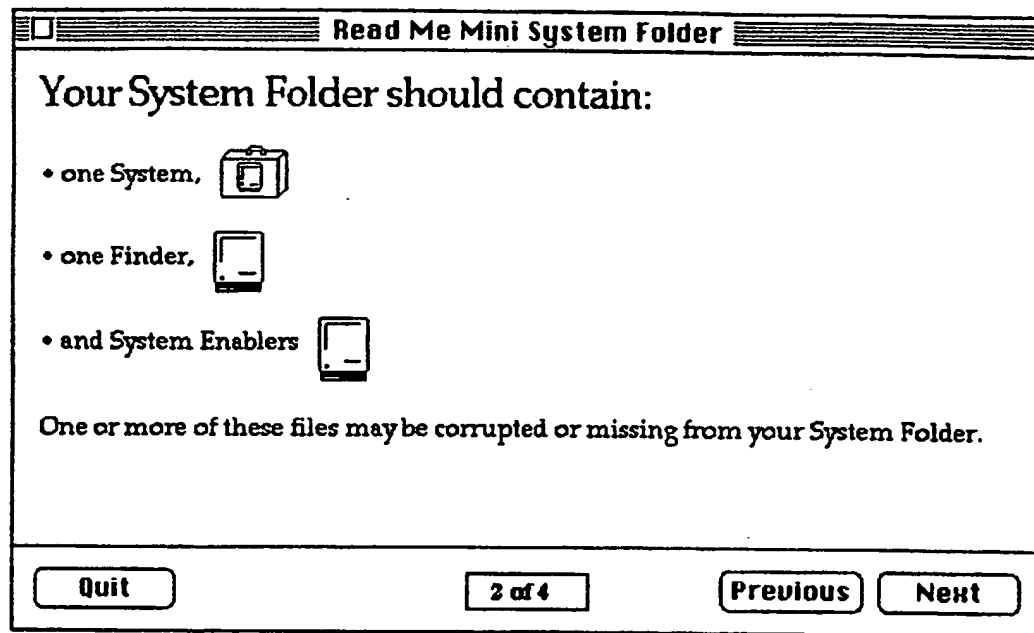 Read Me Mini System Folder
Your System Folder should contain:
• one System,
• one Finder,
• and System Enablers
One or more of these files may be corrupted or missing from your System Folder.
Quit
2 of 4
Previous
Next